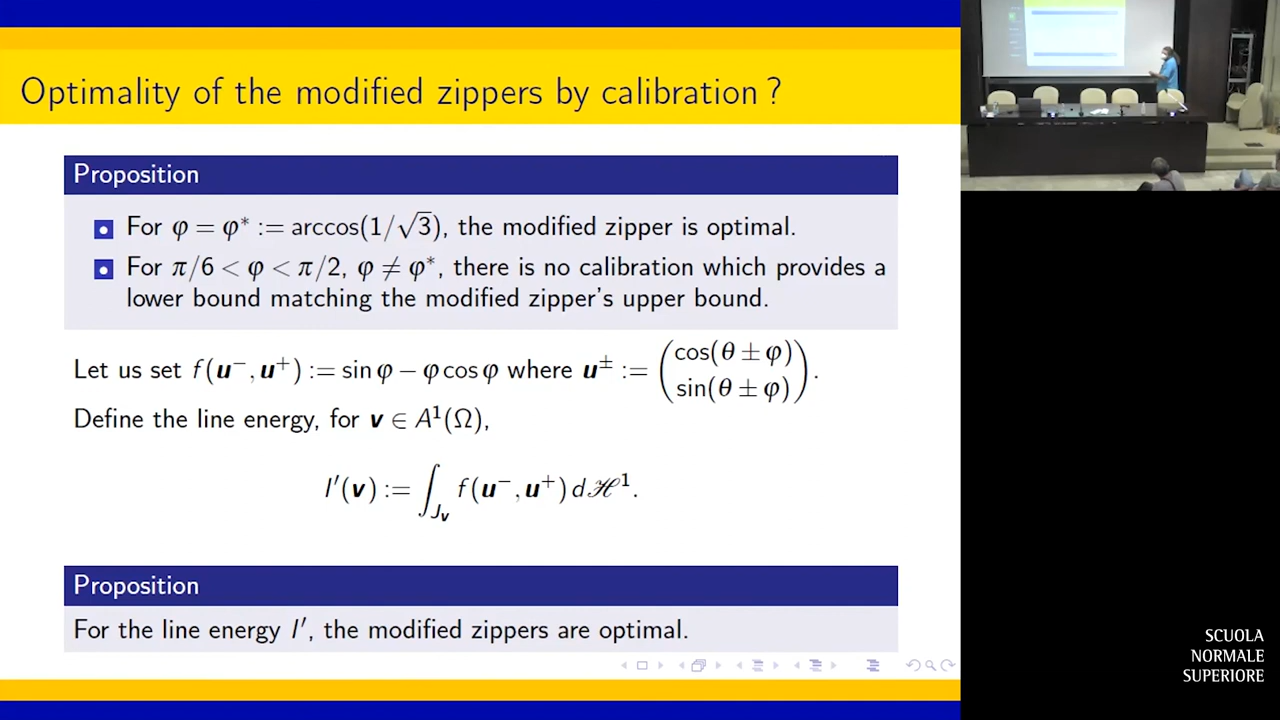 Optimality of the modified zippers by calibration ?
Proposition
For φ = φ* := arccos(1/√3), the modified zipper is optimal.
For π/6 < φ < π/2, φ ≠ φ*, there is no calibration which provides a
lower bound matching the modified zipper's upper bound.
Let us set f(u⁻, u⁺) := sin φ − φ cos φ where u± := (cos(θ ± φ) sin(θ ± φ)).
Define the line energy, for v ∈ A¹(Ω),
I′(v) := ∫_{J_v} f(u⁻, u⁺) dℋ¹.
Proposition
For the line energy I′, the modified zippers are optimal.
SCUOLA
NORMALE
SUPERIORE